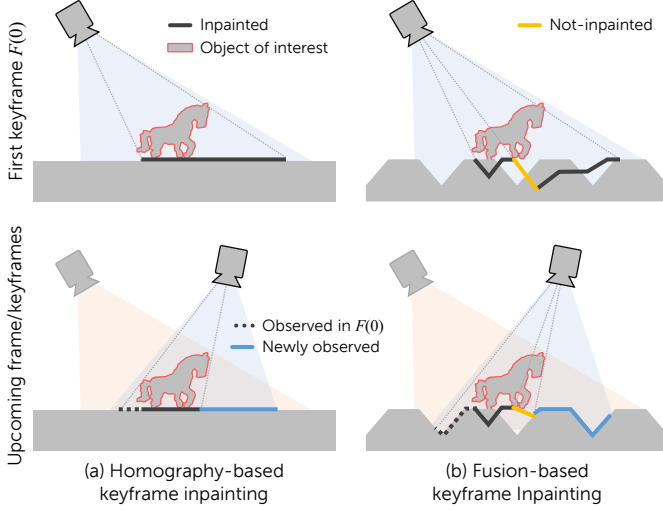 First keyframe F(0)
Inpainted
Object of interest
Not-inpainted
Upcoming frame/keyframes
Observed in F(0)
Newly observed
(a) Homography-based
keyframe inpainting
(b) Fusion-based
keyframe Inpainting